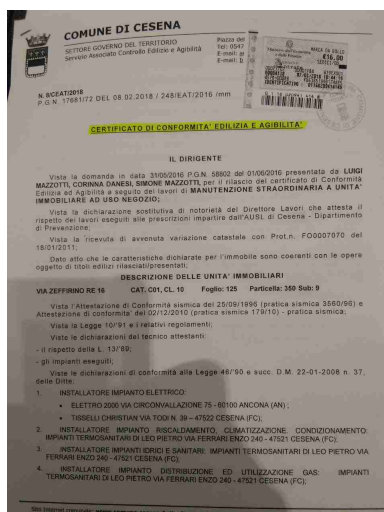 COMUNE DI CESENA
SETTORE GOVERNO DEL TERRITORIO
Servizio Associato Controllo Edilizio e Agibilità
Piazza del
Tel: 0547
E-mail:
E-mail:
MARCA DA BOLLO
€16,00
SEDICI/00
N. 8/CEAT/2018
P.G.N. 17681/72 DEL 08.02.2018 / 248/EAT/2016 /mm
CERTIFICATO DI CONFORMITA' EDILIZIA E AGIBILITA'
IL DIRIGENTE
Vista la domanda in data 31/05/2016 P.G.N. 58802 del 01/06/2016 presentata da LUIGI
MAZZOTTI, CORINNA DANESI, SIMONE MAZZOTTI, per il rilascio del certificato di Conformità
Edilizia ed Agibilità a seguito dei lavori di MANUTENZIONE STRAORDINARIA A UNITA'
IMMOBILIARE AD USO NEGOZIO;
Vista la dichiarazione sostitutiva di notorietà del Direttore Lavori che attesta il
rispetto dei lavori eseguiti alle prescrizioni impartire dall'AUSL di Cesena - Dipartimento
di Prevenzione;
Vista la ricevuta di avvenuta variazione catastale con Prot.n. FO0007070 del
18/01/2011;
Dato atto che le caratteristiche dichiarate per l'immobile sono coerenti con le opere
oggetto di titoli edilizi rilasciati/presentati;
DESCRIZIONE DELLE UNITA' IMMOBILIARI
VIA ZEFFIRINO RE 16 CAT. C01, CL. 10 Foglio: 125 Particella: 350 Sub: 9
Vista l'Attestazione di Conformità sismica del 25/09/1996 (pratica sismica 3560/96) e
Attestazione di conformita' del 02/12/2010 (pratica sismica 179/10) - pratica sismica;
Vista la Legge 10/'91 e i relativi regolamenti;
Viste le dichiarazioni del tecnico attestanti:
- il rispetto della L. 13/'89;
- gli impianti eseguiti;
Viste le dichiarazioni di conformità alla Legge 46/'90 e succ. D.M. 22-01-2008 n. 37,
delle Ditte:
1. INSTALLATORE IMPIANTO ELETTRICO:
• ELETTRO 2000 VIA CIRCONVALLAZIONE 75 - 60100 ANCONA (AN) ;
• TISSELLI CHRISTIAN VIA TODI N. 39 – 47522 CESENA (FC);
2. INSTALLATORE IMPIANTO RISCALDAMENTO, CLIMATIZZAZIONE, CONDIZIONAMENTO:
IMPIANTI TERMOSANITARI DI LEO PIETRO VIA FERRARI ENZO 240 - 47521 CESENA (FC);
3. INSTALLATORE IMPIANTI IDRICI E SANITARI: IMPIANTI TERMOSANITARI DI LEO PIETRO VIA
FERRARI ENZO 240 - 47521 CESENA (FC);
4. INSTALLATORE IMPIANTO DISTRIBUZIONE ED UTILIZZAZIONE GAS: IMPIANTI
TERMOSANITARI DI LEO PIETRO VIA FERRARI ENZO 240 - 47521 CESENA (FC);